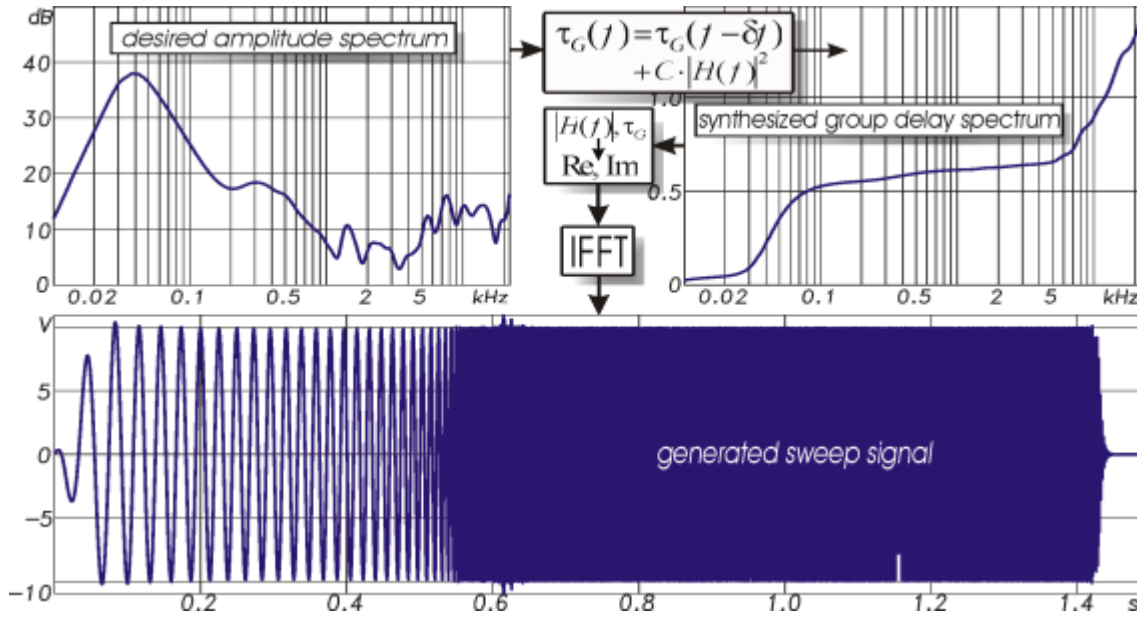 dB
desired amplitude spectrum
40
30
20
10
0
0.02 0.1 0.5 2 5 kHz
τG(f)=τG(f−δf)
+C·|H(f)|²
|H(f)|,τG
Re, Im
IFFT
synthesized group delay spectrum
1.0
0.5
0
0.02 0.1 0.5 2 5 kHz
V
5
0
−5
−10
generated sweep signal
0.2 0.4 0.6 0.8 1.0 1.2 1.4 s